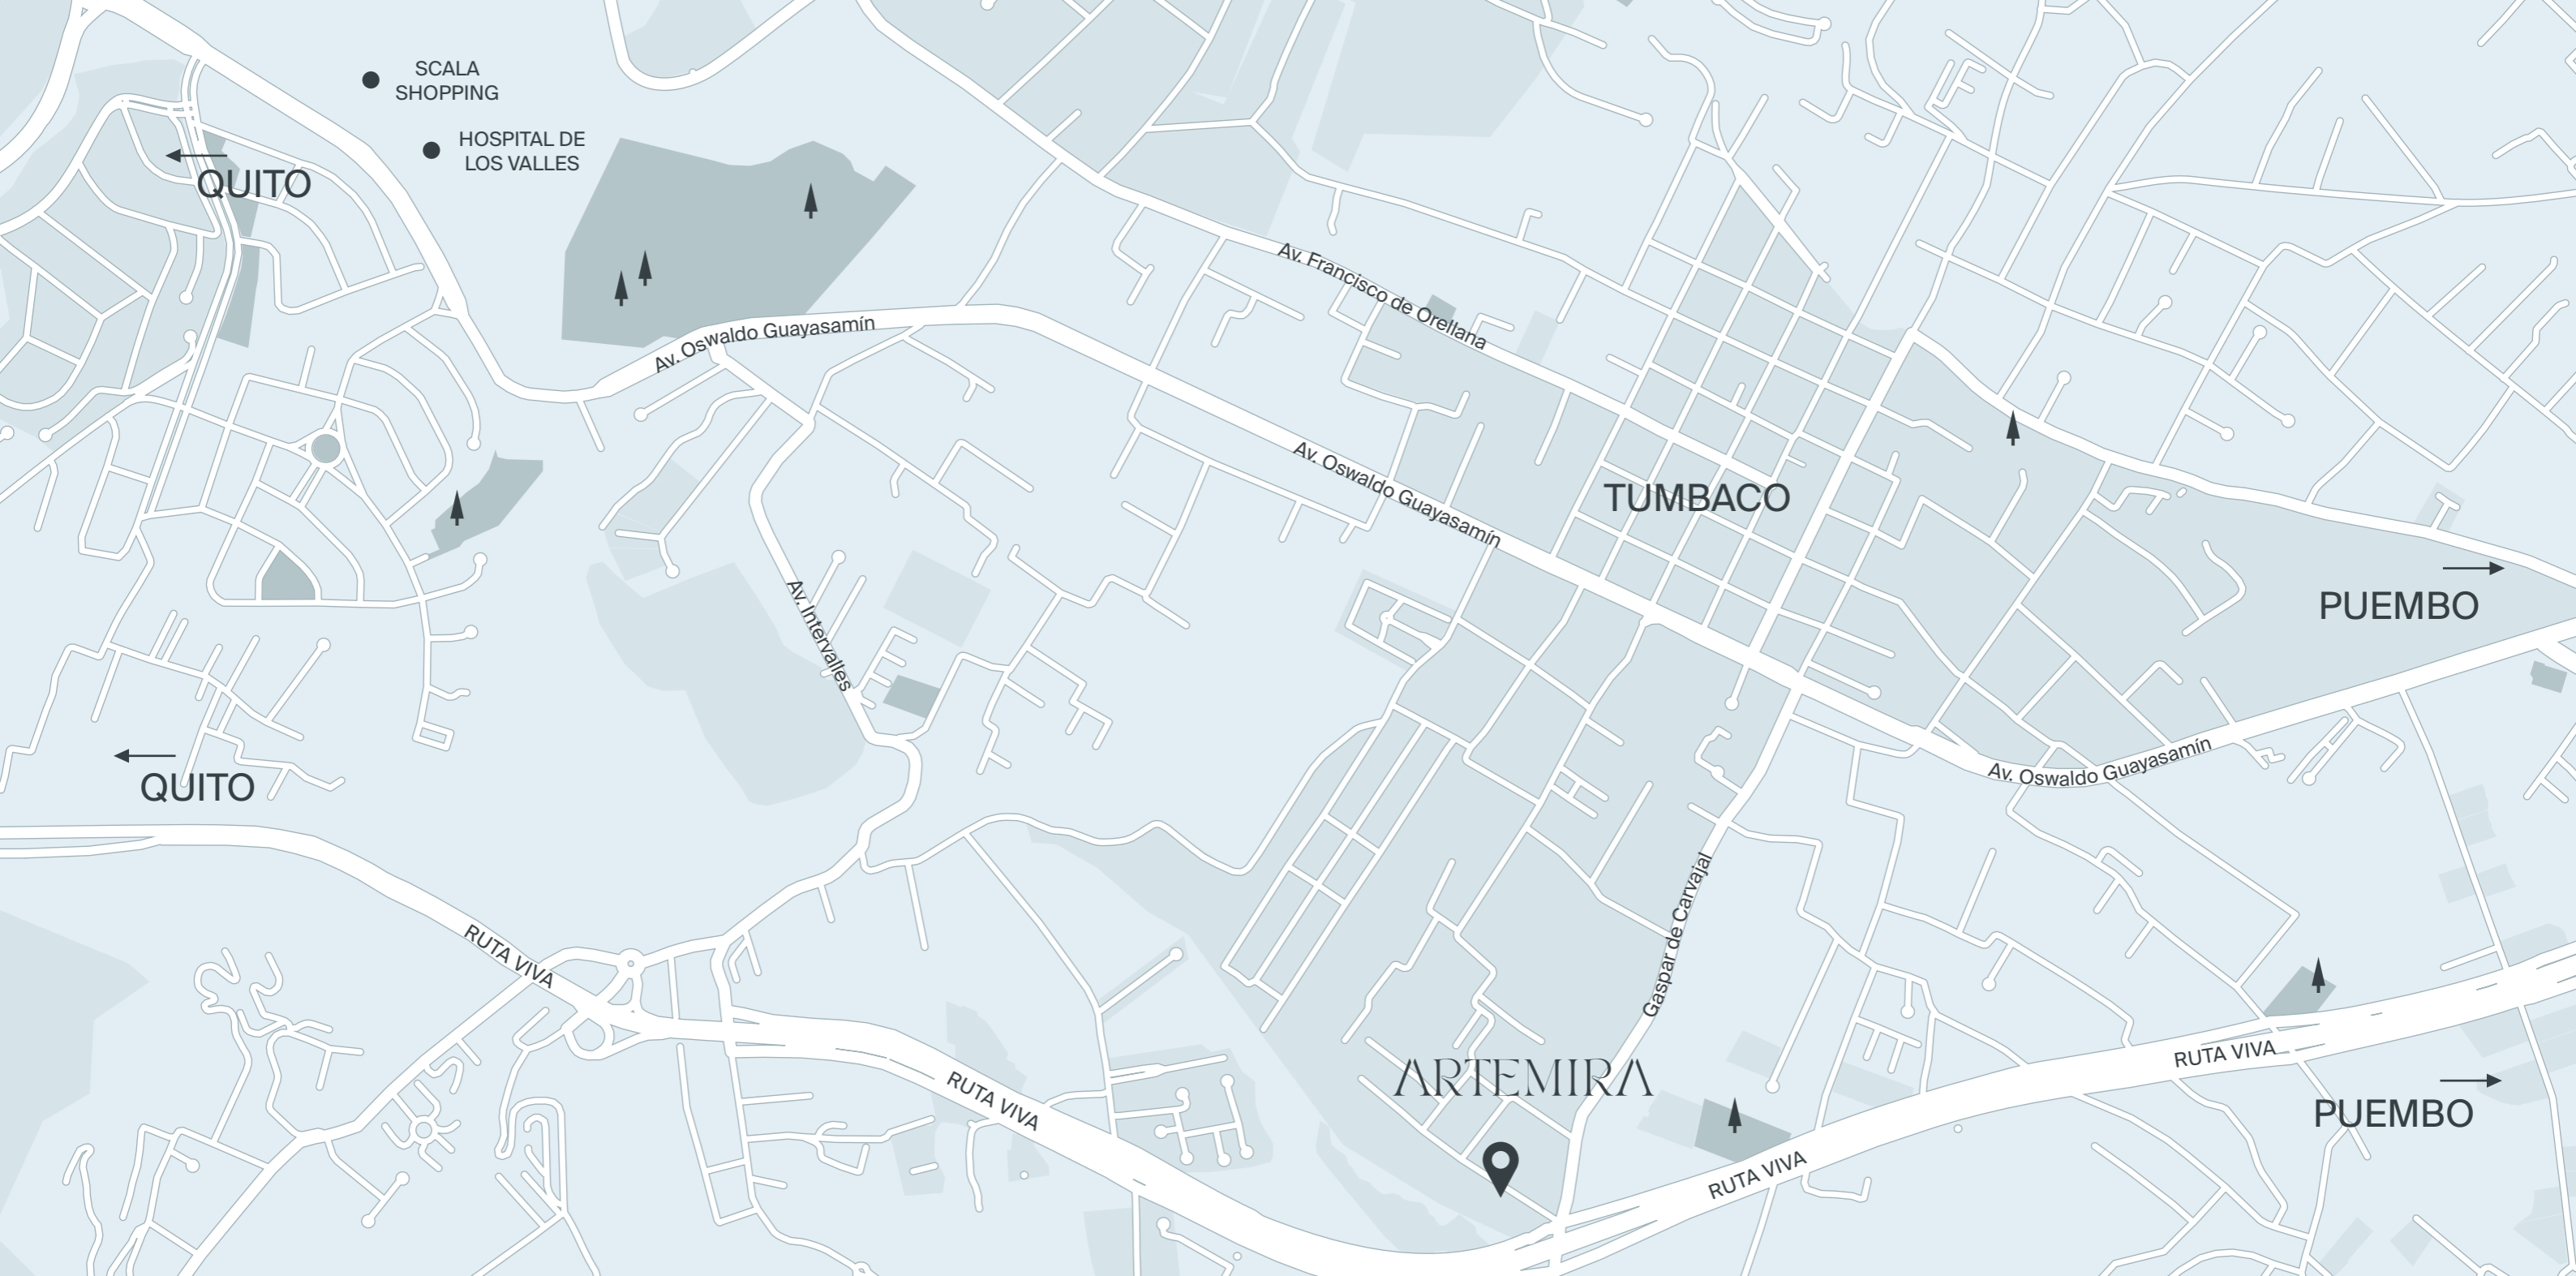 SCALA
SHOPPING
HOSPITAL DE
LOS VALLES
QUITO
Av. Francisco de Orellana
Av. Oswaldo Guayasamín
Av. Oswaldo Guayasamín
TUMBACO
PUEMBO
Av. Intervalles
QUITO
Av. Oswaldo Guayasamín
Gaspar de Carvajal
RUTA VIVA
RUTA VIVA
ARTEMIRA
RUTA VIVA
PUEMBO
RUTA VIVA